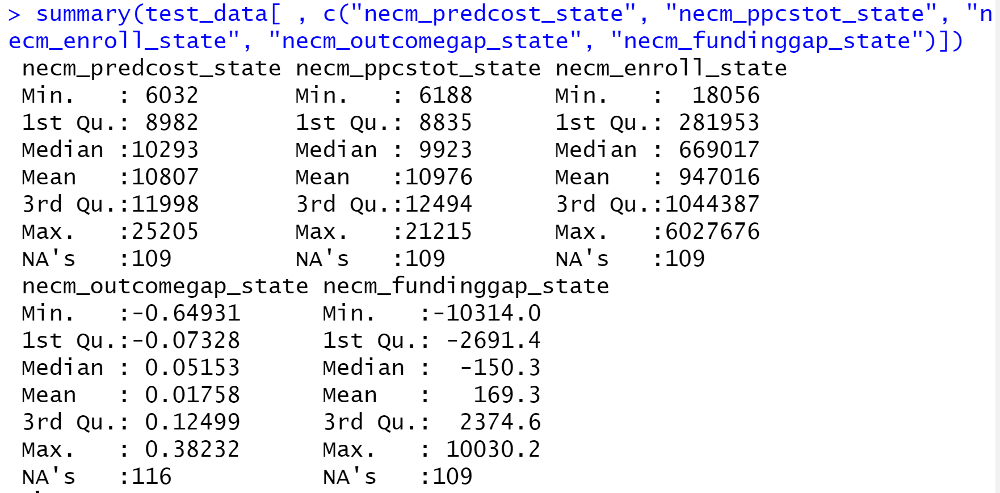 > summary(test_data[ , c("necm_predcost_state", "necm_ppcstot_state", "n
ecm_enroll_state", "necm_outcomegap_state", "necm_fundinggap_state")])
 necm_predcost_state necm_ppcstot_state necm_enroll_state
 Min.   : 6032       Min.   : 6188      Min.   :  18056
 1st Qu.: 8982       1st Qu.: 8835      1st Qu.: 281953
 Median :10293       Median : 9923      Median : 669017
 Mean   :10807       Mean   :10976      Mean   : 947016
 3rd Qu.:11998       3rd Qu.:12494      3rd Qu.:1044387
 Max.   :25205       Max.   :21215      Max.   :6027676
 NA's   :109         NA's   :109        NA's   :109
 necm_outcomegap_state necm_fundinggap_state
 Min.   :-0.64931      Min.   :-10314.0
 1st Qu.:-0.07328      1st Qu.: -2691.4
 Median : 0.05153      Median :  -150.3
 Mean   : 0.01758      Mean   :   169.3
 3rd Qu.: 0.12499      3rd Qu.:  2374.6
 Max.   : 0.38232      Max.   : 10030.2
 NA's   :116           NA's   :109